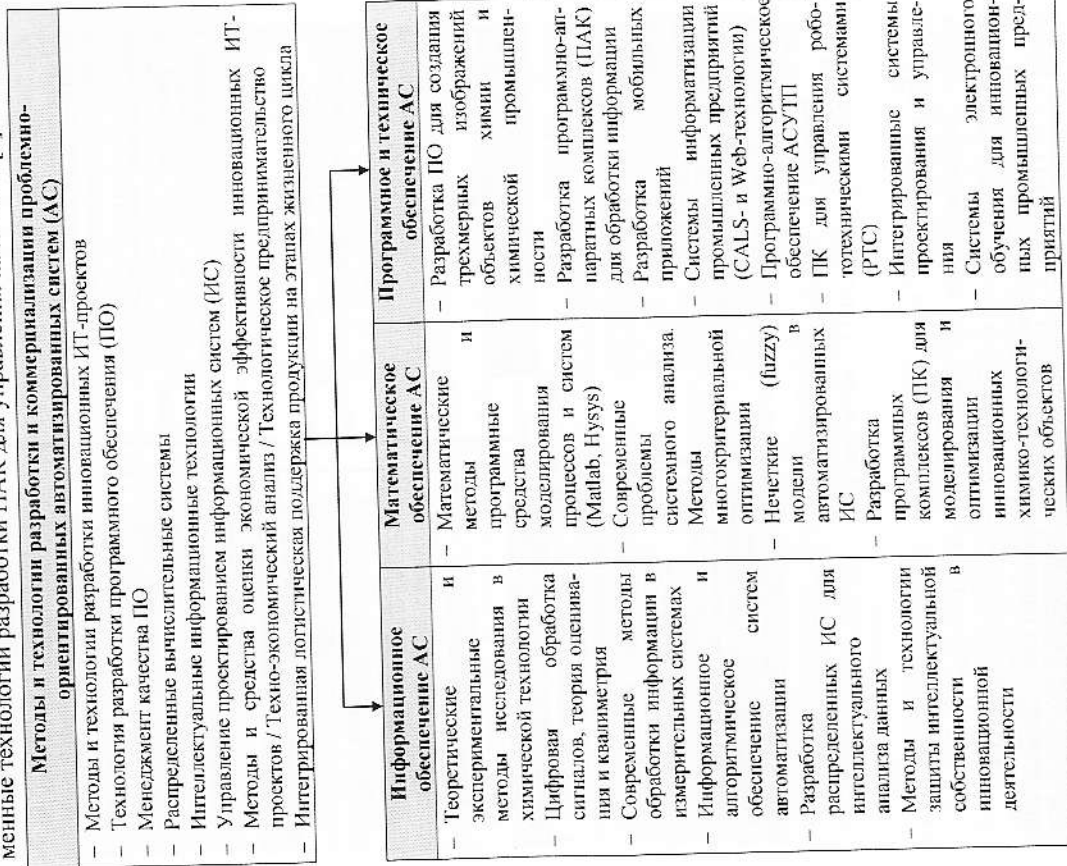 менные технологии разработки ПАК для управления
Методы и технологии разработки и коммерциализации проблемно-
ориентированных автоматизированных систем (АС)
– Методы и технологии разработки инновационных ИТ-проектов
– Технология разработки программного обеспечения (ПО)
– Менеджмент качества ПО
– Распределенные вычислительные системы
– Интеллектуальные информационные технологии
– Управление проектированием информационных систем (ИС)
– Методы и средства оценки экономической эффективности инновационных ИТ-
проектов / Техно-экономический анализ / Технологическое предпринимательство
– Интегрированная логистическая поддержка продукции на этапах жизненного цикла
Информационное
обеспечение АС
– Теоретические и
экспериментальные
методы исследования в
химической технологии
– Цифровая обработка
сигналов, теория оценива-
ния и квалиметрия
– Современные методы
обработки информации в
измерительных системах
– Информационное и
алгоритмическое
обеспечение систем
автоматизации
– Разработка
распределенных ИС для
интеллектуального
анализа данных
– Методы и технологии
защиты интеллектуальной
собственности в
инновационной
деятельности
Математическое
обеспечение АС
– Математические
методы и
программные
средства
моделирования
процессов и систем
(Matlab, Hysys)
– Современные
проблемы
системного анализа.
Методы
многокритериальной
оптимизации
– Нечеткие (fuzzy)
модели в
автоматизированных
ИС
– Разработка
программных
комплексов (ПК) для
моделирования и
оптимизации
инновационных
химико-технологи-
ческих объектов
Программное и техническое
обеспечение АС
– Разработка ПО для создания
трехмерных изображений
объектов химии и
химической промышлен-
ности
– Разработка программно-ап-
паратных комплексов (ПАК)
для обработки информации
– Разработка мобильных
приложений
– Системы информатизации
промышленных предприятий
(CALS- и Web-технологии)
– Программно-алгоритмическое
обеспечение АСУТП
– ПК для управления робо-
тотехническими системами
(РТС)
– Интегрированные системы
проектирования и управле-
ния
– Системы электронного
обучения для инновацион-
ных промышленных пред-
приятий